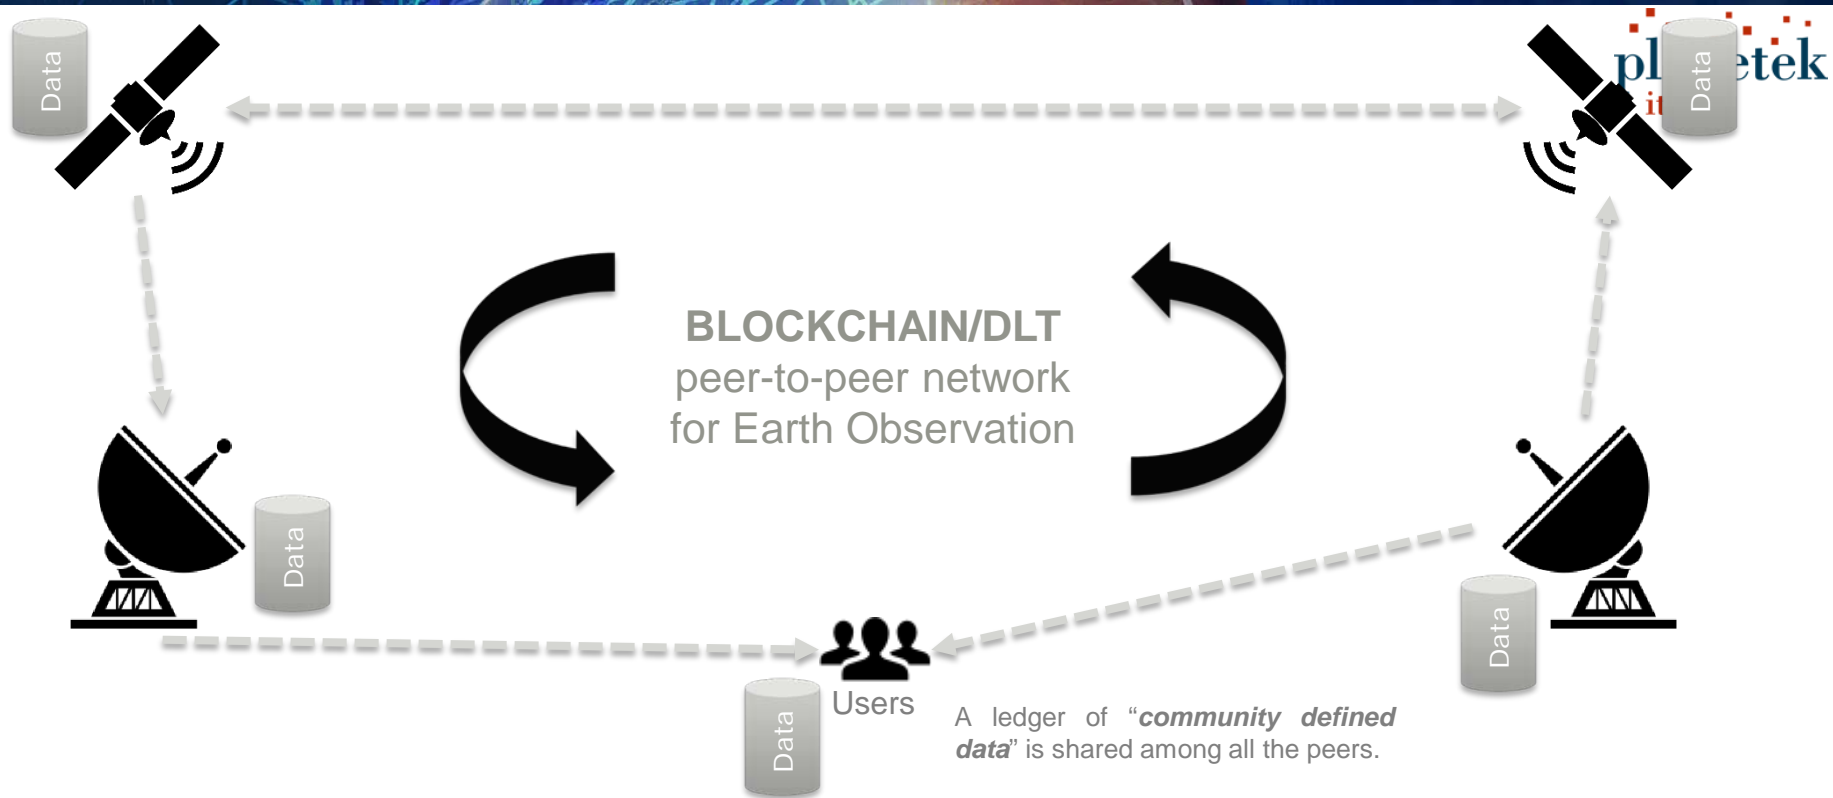 Data
Data
BLOCKCHAIN/DLT
peer-to-peer network
for Earth Observation
Data
Data
Users
Data
A ledger of “community defined
data” is shared among all the peers.